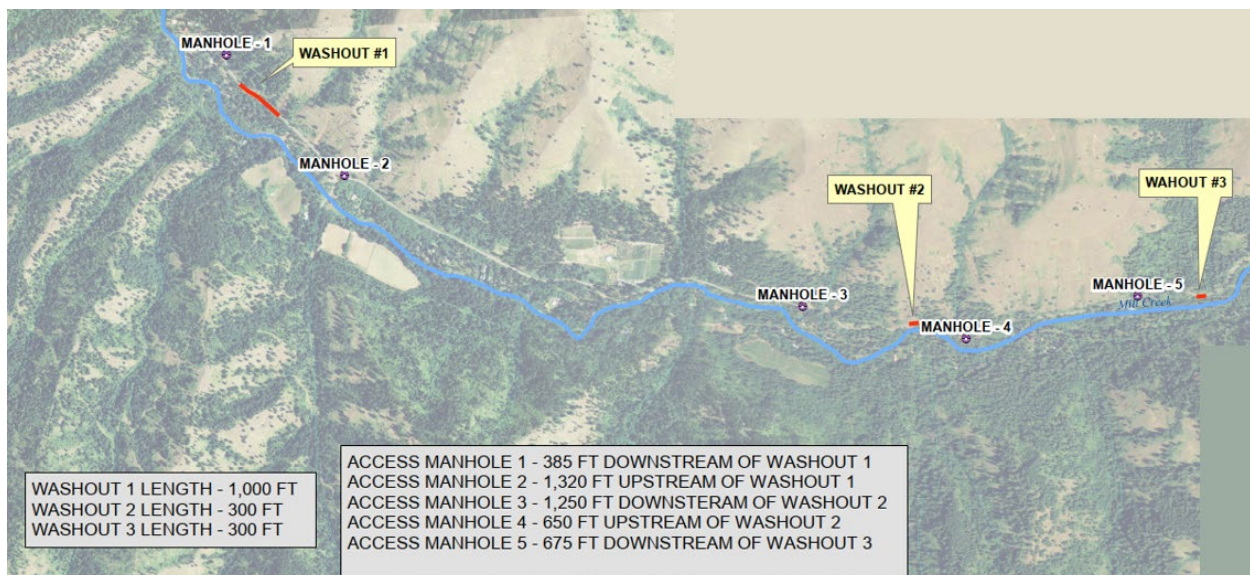 MANHOLE - 1
WASHOUT #1
MANHOLE - 2
WASHOUT #2
WAHOUT #3
MANHOLE - 3
MANHOLE - 5
Mill Creek
MANHOLE - 4
WASHOUT 1 LENGTH - 1,000 FT
WASHOUT 2 LENGTH - 300 FT
WASHOUT 3 LENGTH - 300 FT
ACCESS MANHOLE 1 - 385 FT DOWNSTREAM OF WASHOUT 1
ACCESS MANHOLE 2 - 1,320 FT UPSTREAM OF WASHOUT 1
ACCESS MANHOLE 3 - 1,250 FT DOWNSTERAM OF WASHOUT 2
ACCESS MANHOLE 4 - 650 FT UPSTREAM OF WASHOUT 2
ACCESS MANHOLE 5 - 675 FT DOWNSTREAM OF WASHOUT 3